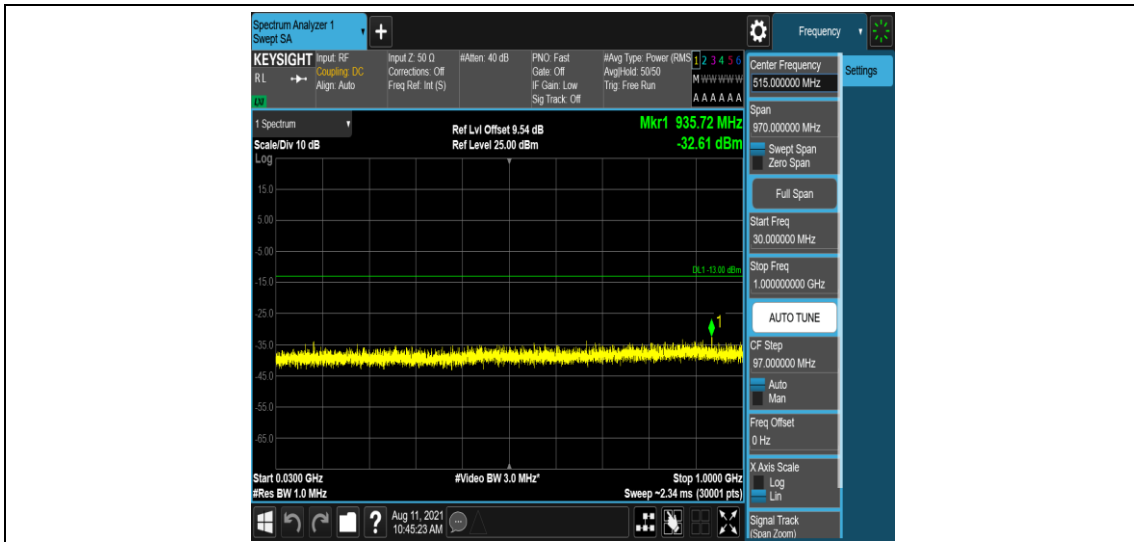 Spectrum Analyzer 1
Swept SA
+
Frequency
KEYSIGHT
RL
LM
Input: RF
Coupling: DC
Align: Auto
Input Z: 50 Ω
Corrections: Off
Freq Ref: Int (S)
#Atten: 40 dB
PNO: Fast
Gate: Off
IF Gain: Low
Sig Track: Off
#Avg Type: Power (RMS
Avg|Hold: 50/50
Trig: Free Run
1 2 3 4 5 6
M W W W W W
A A A A A A
1 Spectrum
Scale/Div 10 dB
Ref Lvl Offset 9.54 dB
Ref Level 25.00 dBm
Mkr1 935.72 MHz
-32.61 dBm
Log
15.0
5.00
-5.00
-15.0
-25.0
-35.0
-45.0
-55.0
-65.0
DL1 -13.00 dBm
1
Start 0.0300 GHz
#Res BW 1.0 MHz
#Video BW 3.0 MHz*
Stop 1.0000 GHz
Sweep ~2.34 ms (30001 pts)
Center Frequency
515.000000 MHz
Settings
Span
970.000000 MHz
Swept Span
Zero Span
Full Span
Start Freq
30.000000 MHz
Stop Freq
1.000000000 GHz
AUTO TUNE
CF Step
97.000000 MHz
Auto
Man
Freq Offset
0 Hz
X Axis Scale
Log
Lin
Signal Track
(Span Zoom)
?
Aug 11, 2021
10:45:23 AM